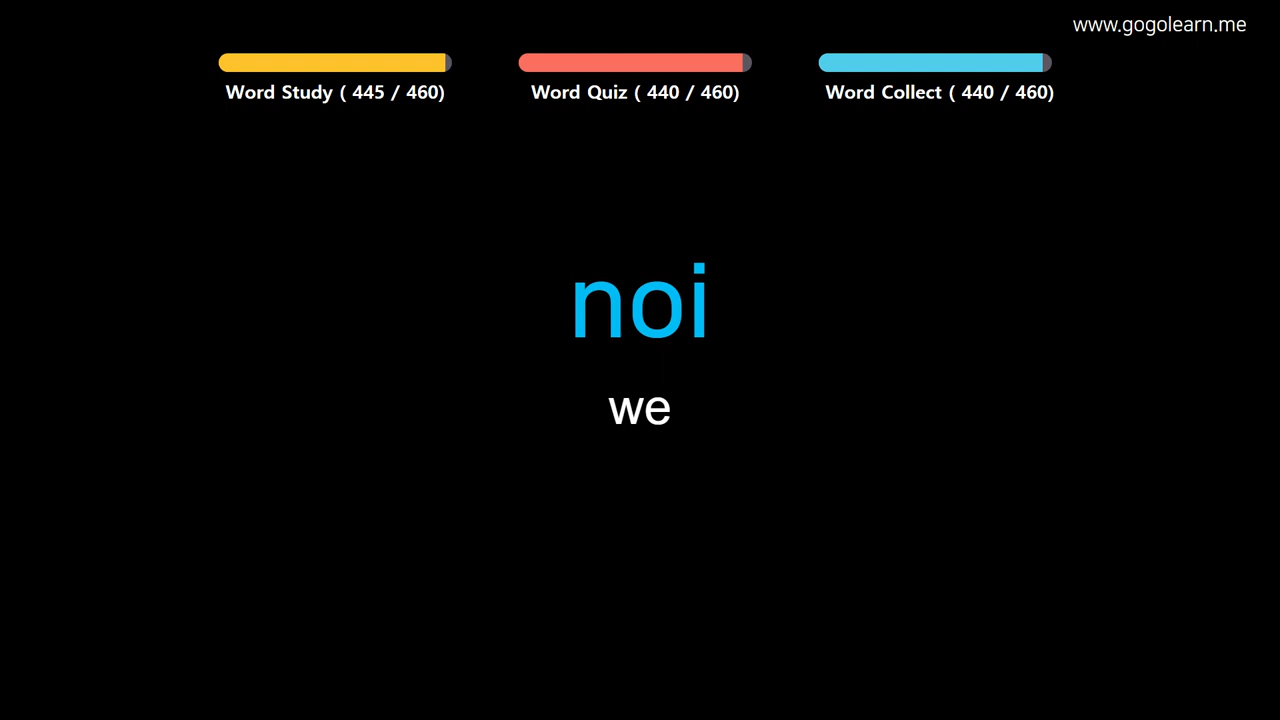 www.gogolearn.me
Word Study ( 445 / 460)
Word Quiz ( 440 / 460)
Word Collect ( 440 / 460)
noi
we